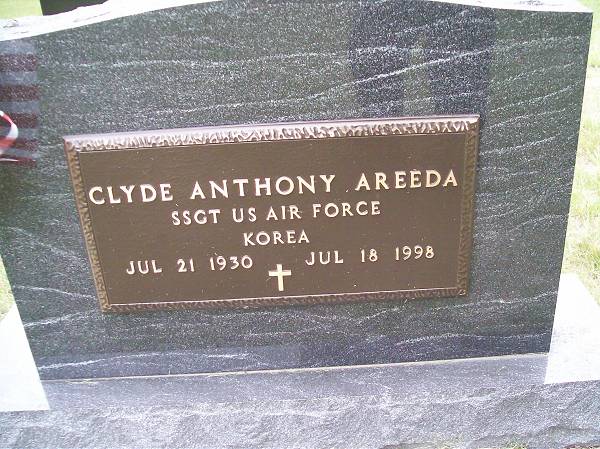 CLYDE ANTHONY AREEDA
SSGT US AIR FORCE
KOREA
JUL 21 1930 JUL 18 1998